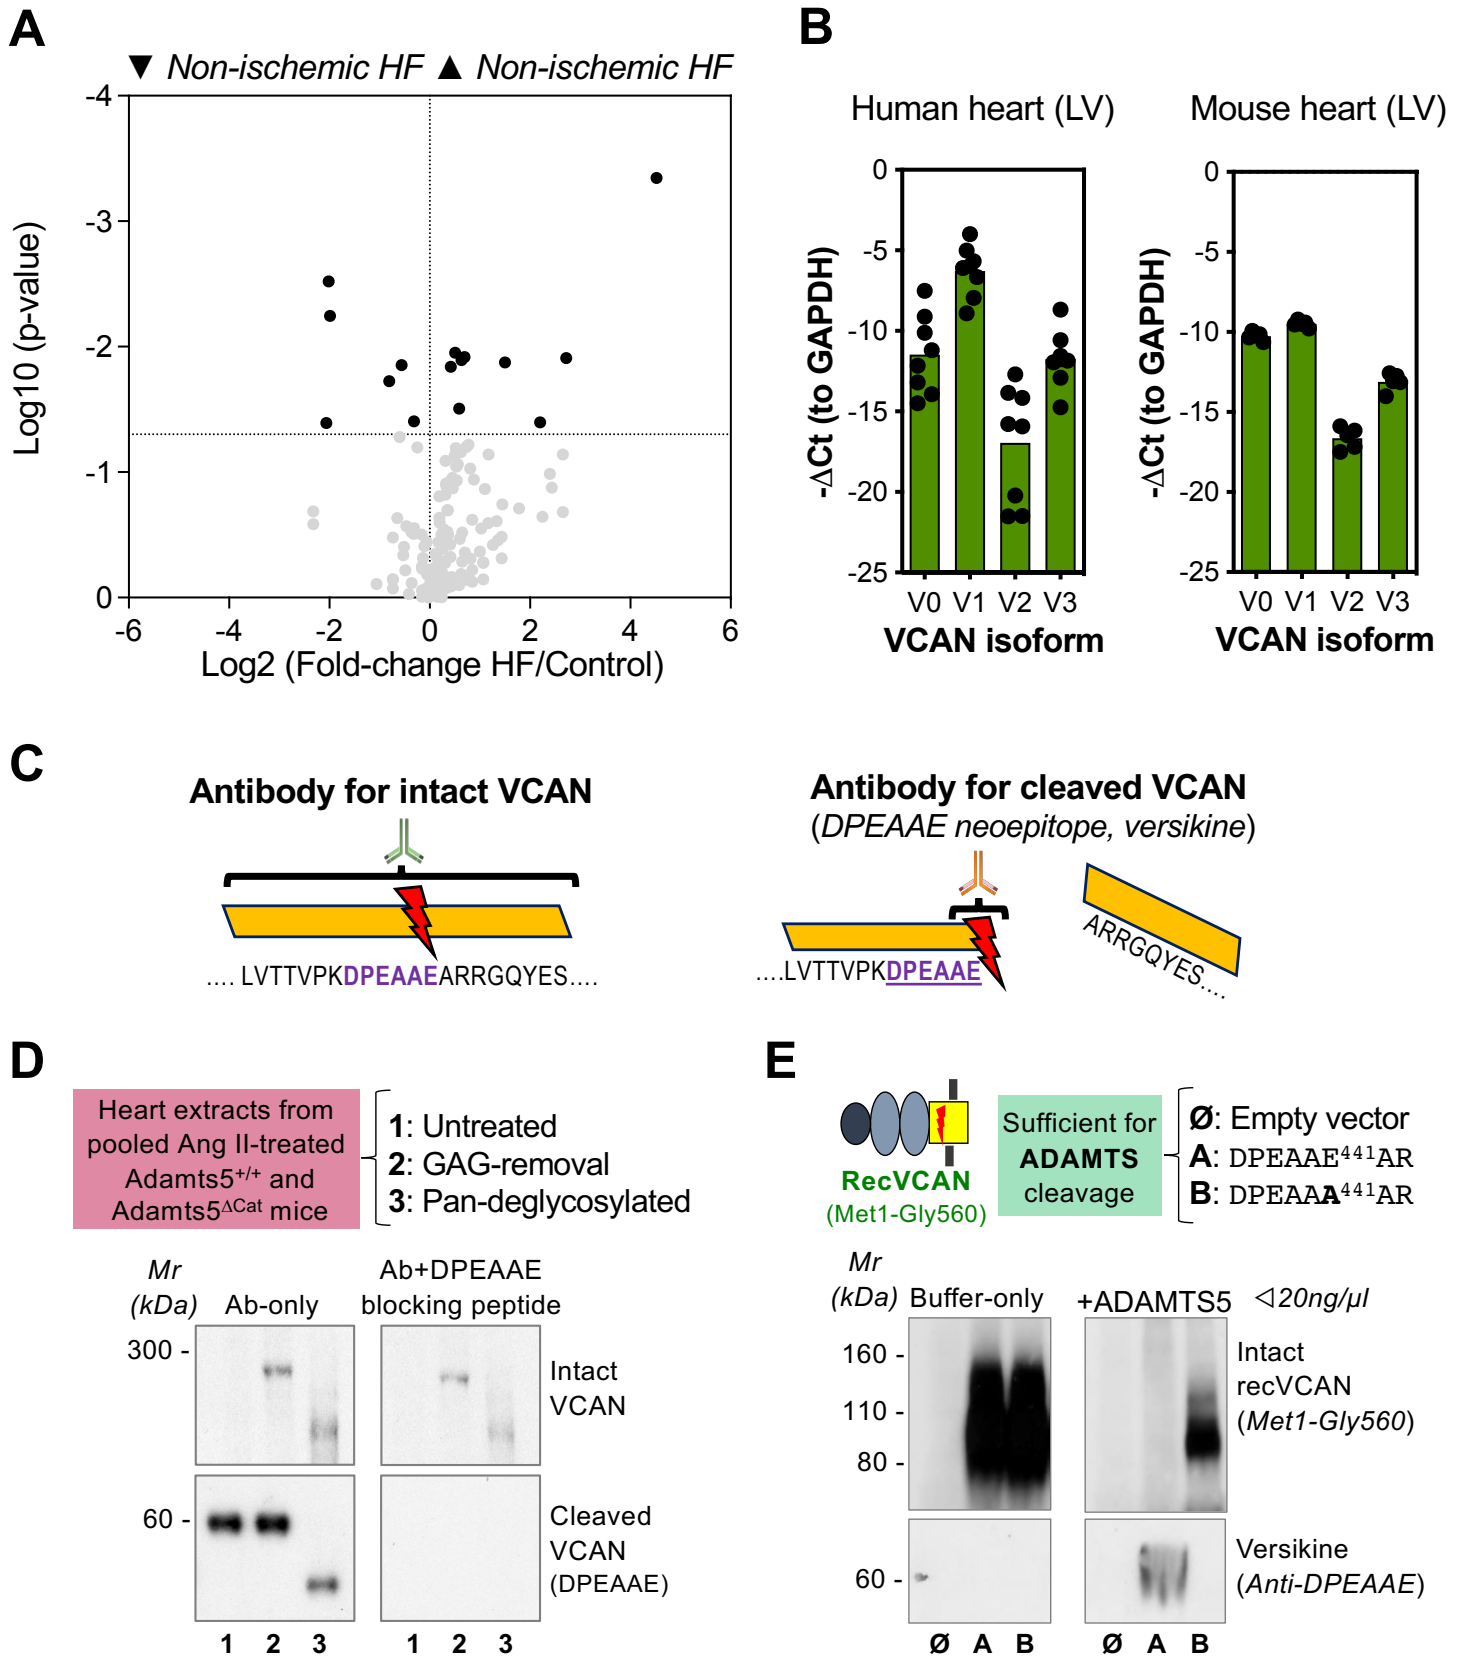 A
▼ Non-ischemic HF ▲ Non-ischemic HF
-4
-3
-2
-1
0
Log10 (p-value)
-6 -4 -2 0 2 4 6
Log2 (Fold-change HF/Control)
B
Human heart (LV)
0
-5
-10
-15
-20
-25
-ΔCt (to GAPDH)
V0 V1 V2 V3
VCAN isoform
Mouse heart (LV)
0
-5
-10
-15
-20
-25
-ΔCt (to GAPDH)
V0 V1 V2 V3
VCAN isoform
C
Antibody for intact VCAN
.... LVTTVPKDPEAAEARRGQYES....
Antibody for cleaved VCAN
(DPEAAE neoepitope, versikine)
....LVTTVPKDPEAAE
ARRGQYES....
D
Heart extracts from
pooled Ang II-treated
Adamts5+/+ and
Adamts5ΔCat mice
1: Untreated
2: GAG-removal
3: Pan-deglycosylated
Mr
(kDa)
Ab-only
Ab+DPEAAE
blocking peptide
300 -
Intact
VCAN
60 -
Cleaved
VCAN
(DPEAAE)
1 2 3
1 2 3
E
RecVCAN
(Met1-Gly560)
Sufficient for
ADAMTS
cleavage
Ø: Empty vector
A: DPEAAE⁴⁴¹AR
B: DPEAAA⁴⁴¹AR
Mr
(kDa)
Buffer-only
+ADAMTS5
◁20ng/µl
160 -
110 -
80 -
Intact
recVCAN
(Met1-Gly560)
60 -
Versikine
(Anti-DPEAAE)
Ø A B
Ø A B